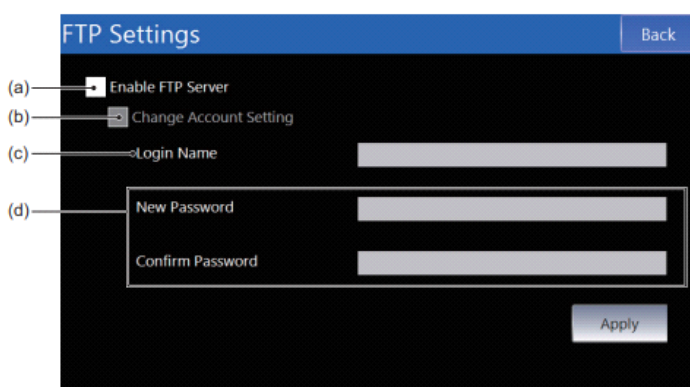 FTP Settings Back
(a) Enable FTP Server
(b) Change Account Setting
(c) Login Name
(d) New Password
Confirm Password
Apply